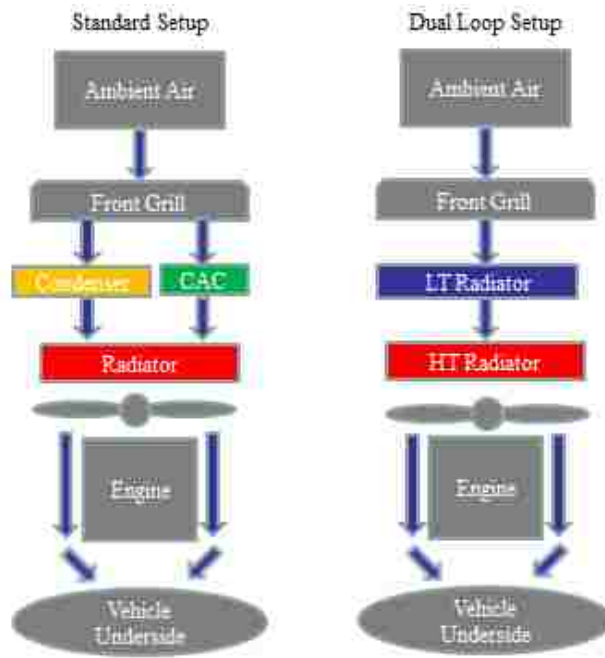 Standard Setup
Ambient Air
Front Grill
Condenser
CAC
Radiator
Engine
Vehicle
Underside
Dual Loop Setup
Ambient Air
Front Grill
LT Radiator
HT Radiator
Engine
Vehicle
Underside